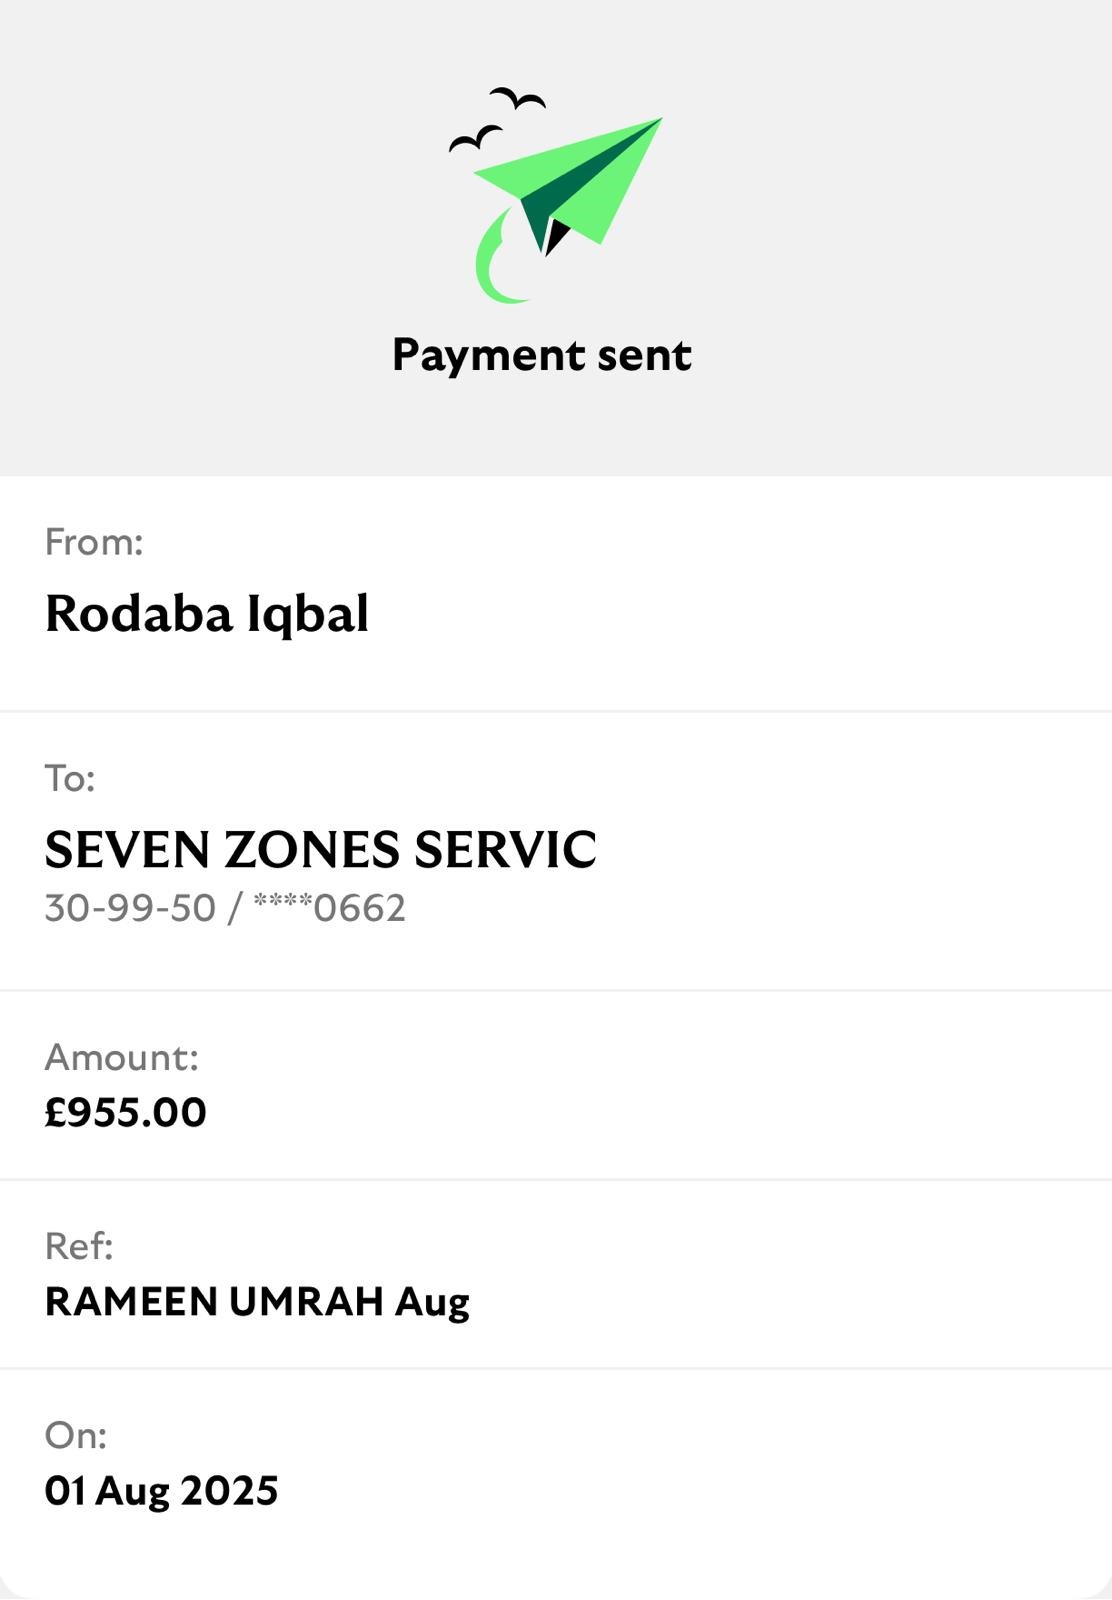 Payment sent
From:
Rodaba Iqbal
To:
SEVEN ZONES SERVIC
30-99-50 / ****0662
Amount:
£955.00
Ref:
RAMEEN UMRAH Aug
On:
01 Aug 2025